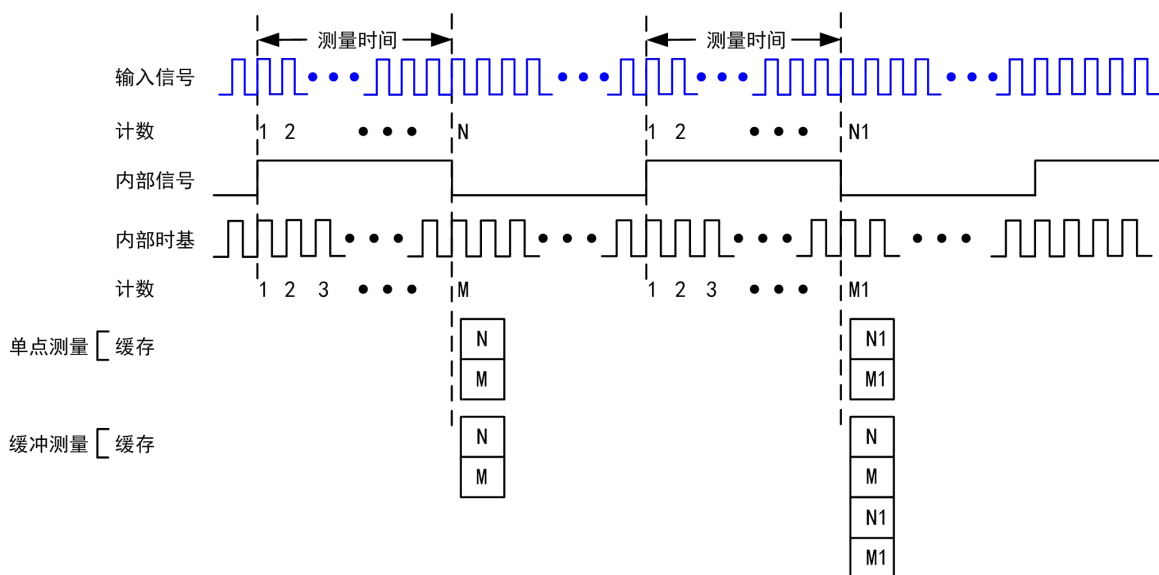 测量时间 测量时间
输入信号
计数 1 2 N 1 2 N1
内部信号
内部时基
计数 1 2 3 M 1 2 3 M1
单点测量 缓存 N N1
M M1
缓冲测量 缓存 N N
M M
N1
M1